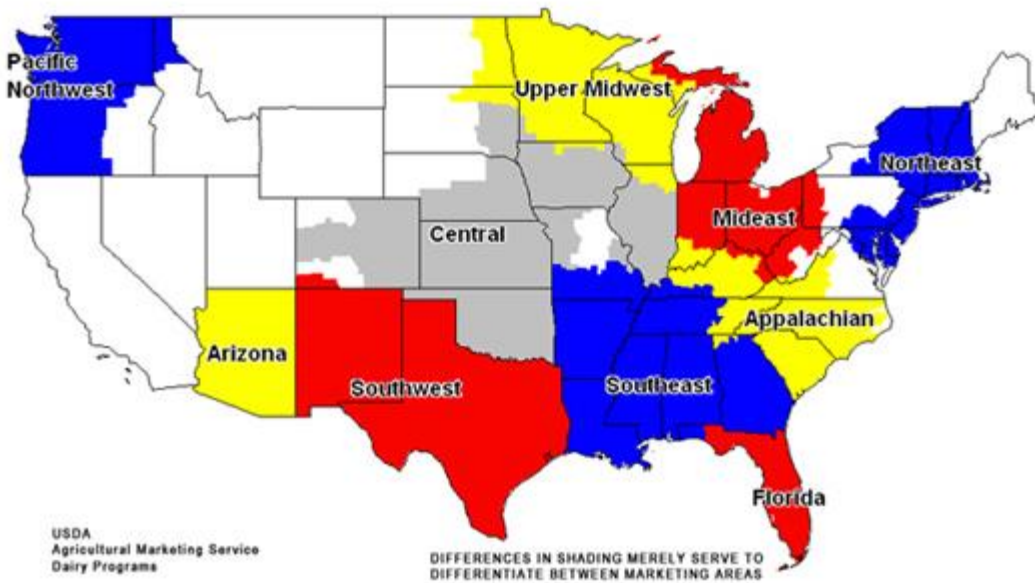 Pacific
Northwest
Upper Midwest
Northeast
Mideast
Central
Appalachian
Arizona
Southwest
Southeast
Florida
USDA
Agricultural Marketing Service
Dairy Programs
DIFFERENCES IN SHADING MERELY SERVE TO
DIFFERENTIATE BETWEEN MARKETING AREAS